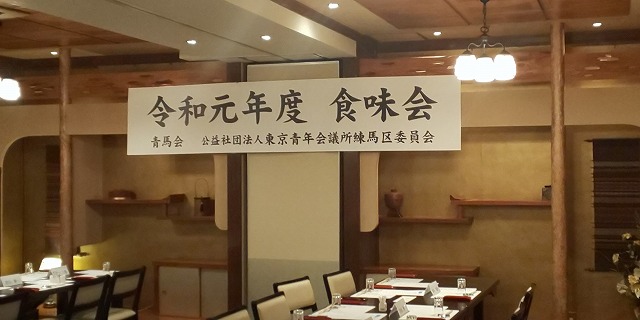 令和元年度 食味会
青馬会 公益社団法人東京青年会議所練馬区委員会